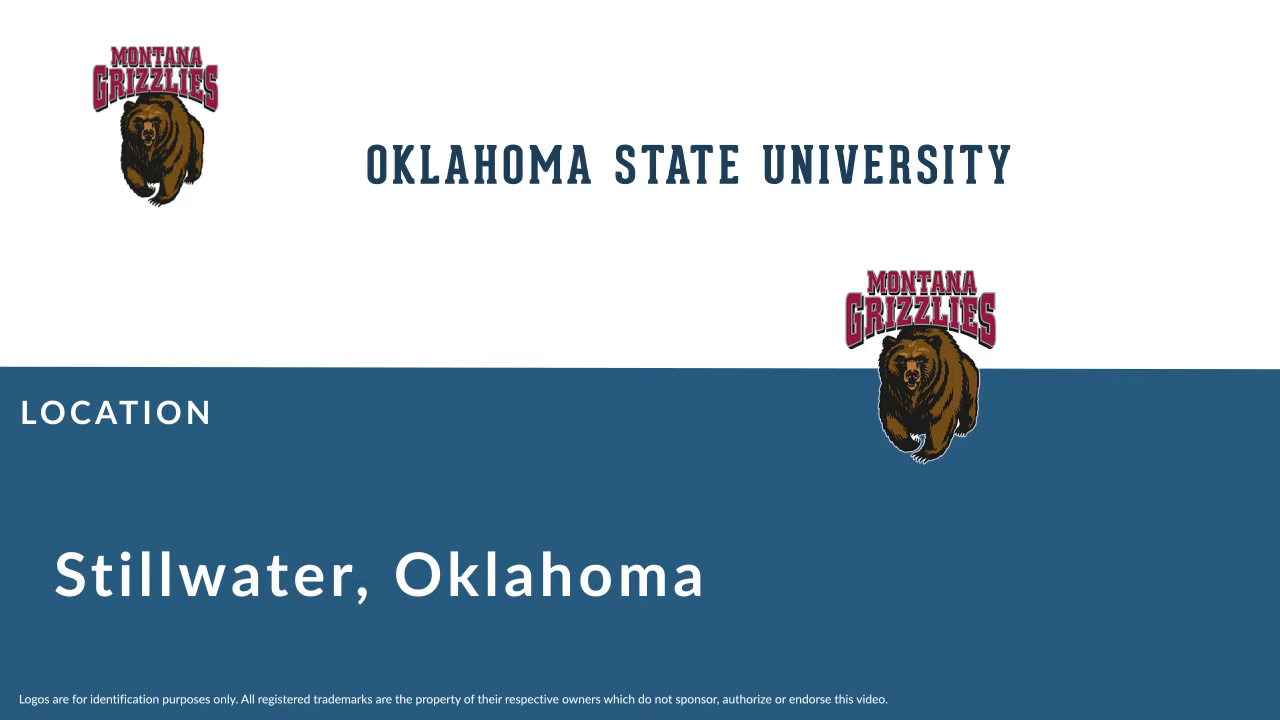 MONTANA
GRIZZLIES
OKLAHOMA STATE UNIVERSITY
MONTANA
GRIZZLIES
LOCATION
Stillwater, Oklahoma
Logos are for identification purposes only. All registered trademarks are the property of their respective owners which do not sponsor, authorize or endorse this video.